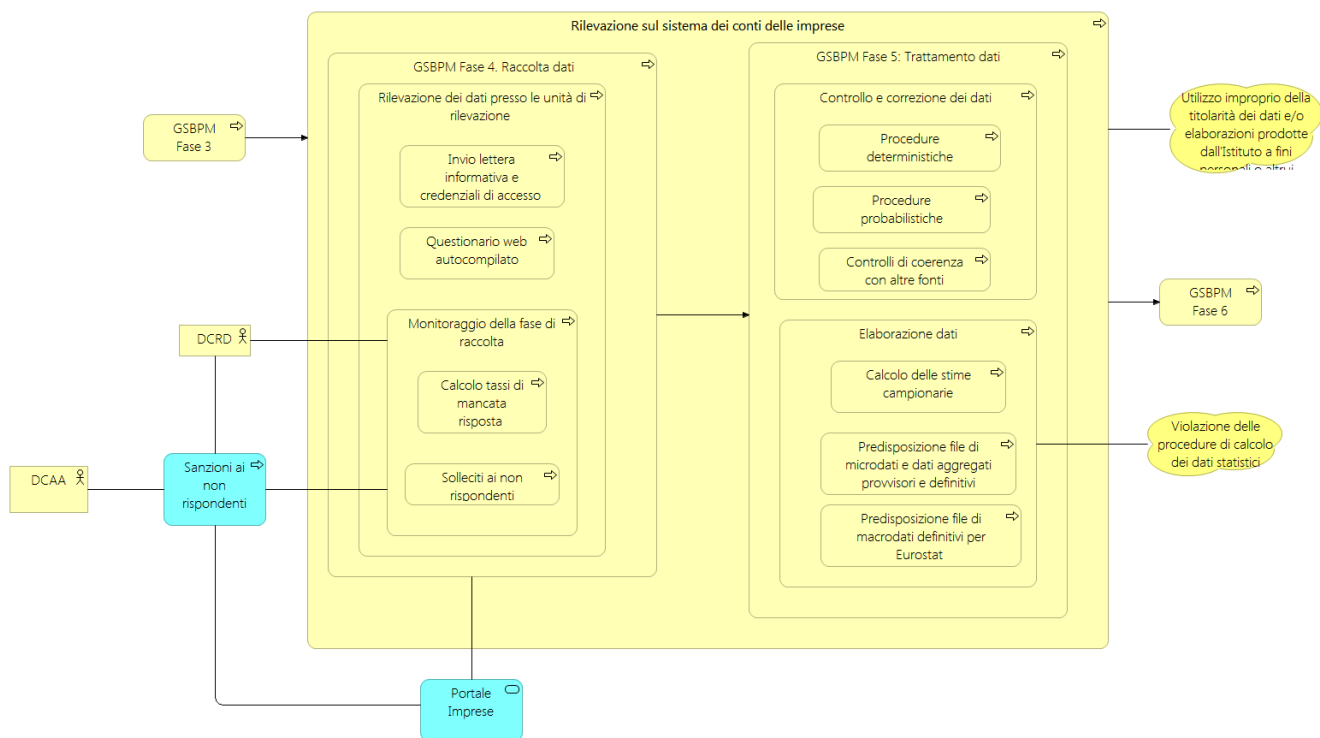 Rilevazione sul sistema dei conti delle imprese
GSBPM Fase 4. Raccolta dati
GSBPM Fase 5: Trattamento dati
Rilevazione dei dati presso le unità di
rilevazione
Controllo e correzione dei dati
Utilizzo improprio della
titolarità dei dati e/o
elaborazioni prodotte
dall'Istituto a fini
personali o altrui
GSBPM
Fase 3
Procedure
deterministiche
Invio lettera
informativa e
credenziali di accesso
Procedure
probabilistiche
Questionario web
autocompilato
Controlli di coerenza
con altre fonti
GSBPM
Fase 6
Monitoraggio della fase di
raccolta
Elaborazione dati
DCRD
Calcolo tassi di
mancata
risposta
Calcolo delle stime
campionarie
Violazione delle
procedure di calcolo
dei dati statistici
Predisposizione file di
microdati e dati aggregati
provvisori e definitivi
DCAA
Sanzioni ai
non
rispondenti
Solleciti ai non
rispondenti
Predisposizione file di
macrodati definitivi per
Eurostat
Portale
Imprese